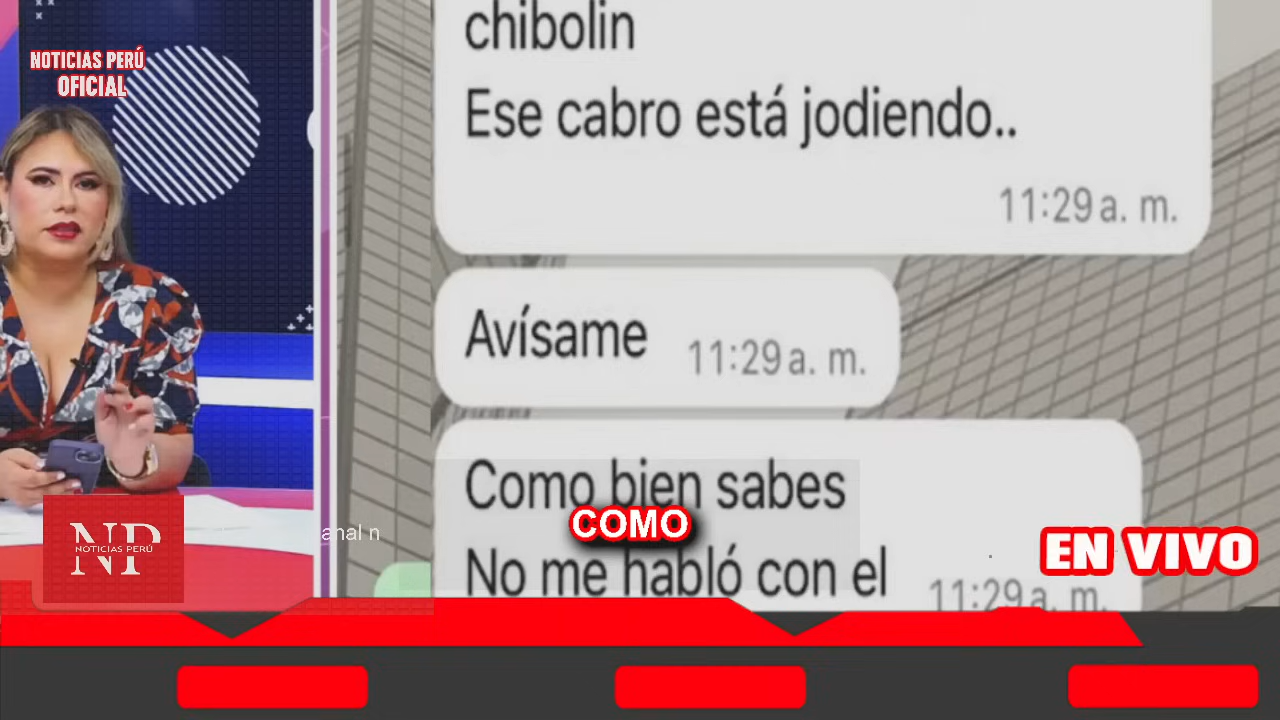 NOTICIAS PERÚ
OFICIAL
chibolin
Ese cabro está jodiendo..
11:29 a. m.
Avísame
11:29 a. m.
Como bien sabes
COMO
No me habló con el
11:29 a. m.
EN VIVO
NP
NOTICIAS PERÚ
anal n